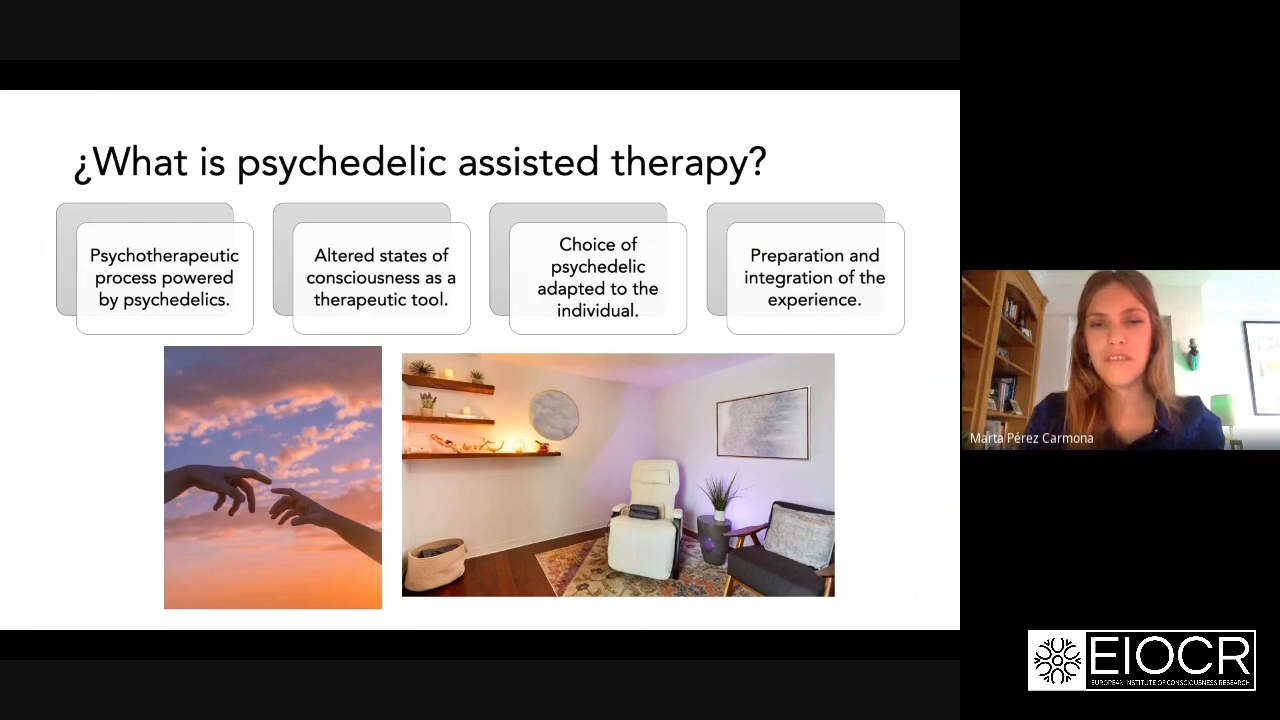 ¿What is psychedelic assisted therapy?
Psychotherapeutic
process powered
by psychedelics.
Altered states of
consciousness as a
therapeutic tool.
Choice of
psychedelic
adapted to the
individual.
Preparation and
integration of the
experience.
Marta Pérez Carmona
EIOCR
EUROPEAN INSTITUTE OF CONSCIOUSNESS RESEARCH